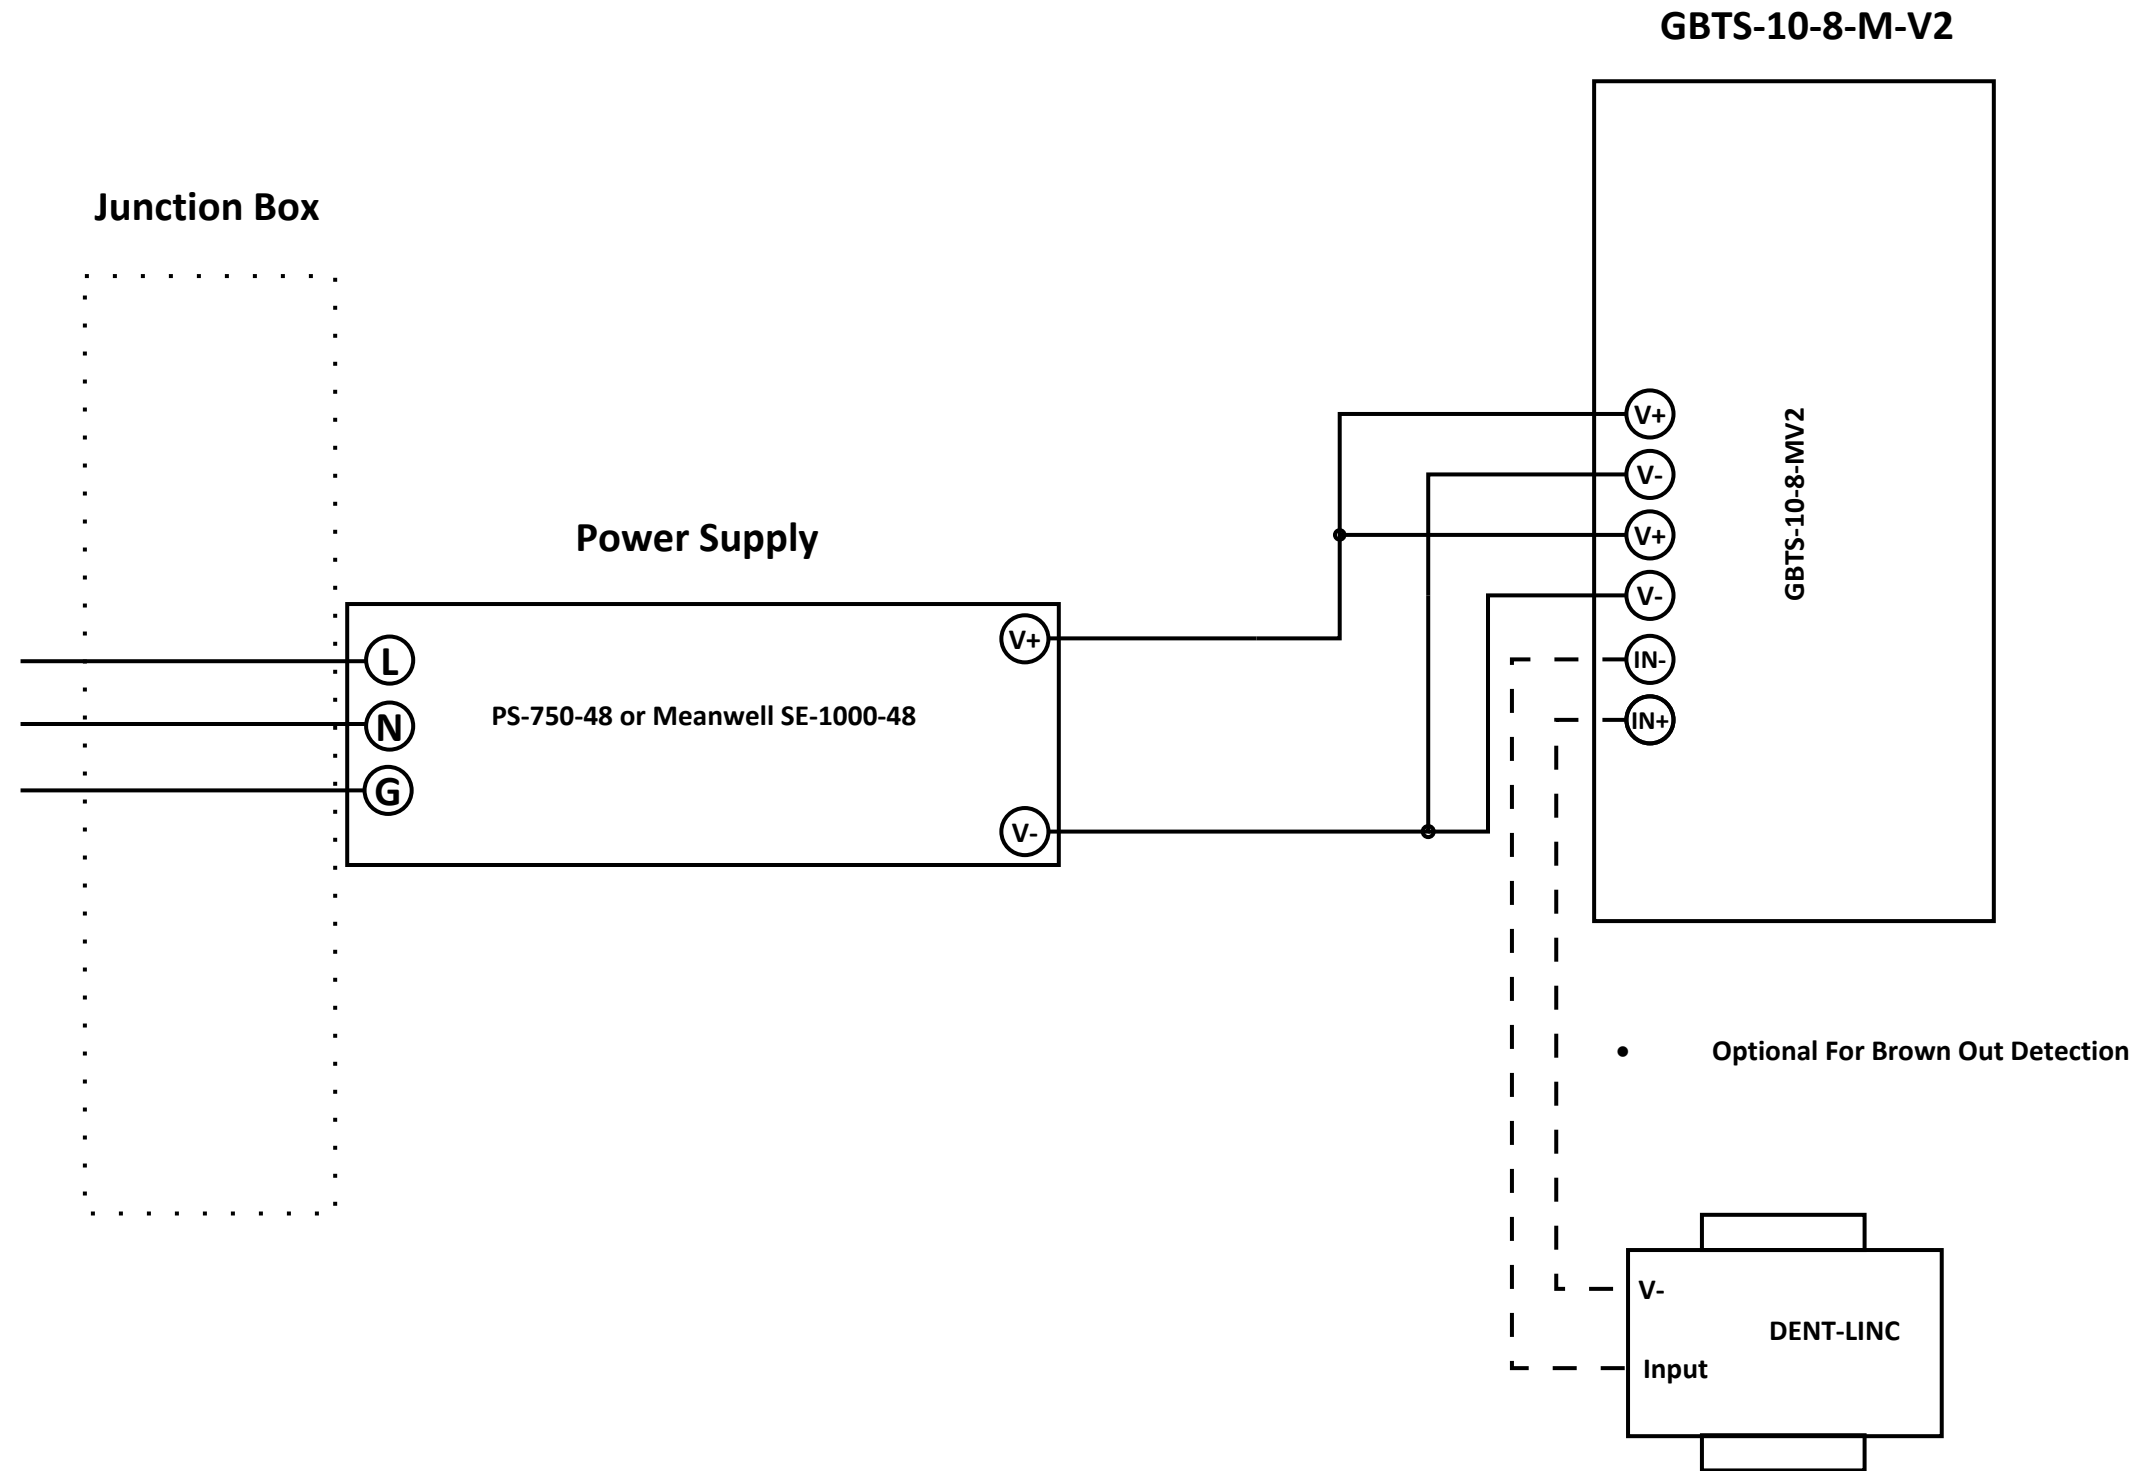 GBTS-10-8-M-V2
Junction Box
Power Supply
L
N
G
PS-750-48 or Meanwell SE-1000-48
V+
V-
V+
V-
V+
V-
IN-
IN+
GBTS-10-8-MV2
• Optional For Brown Out Detection
V-
DENT-LINC
Input